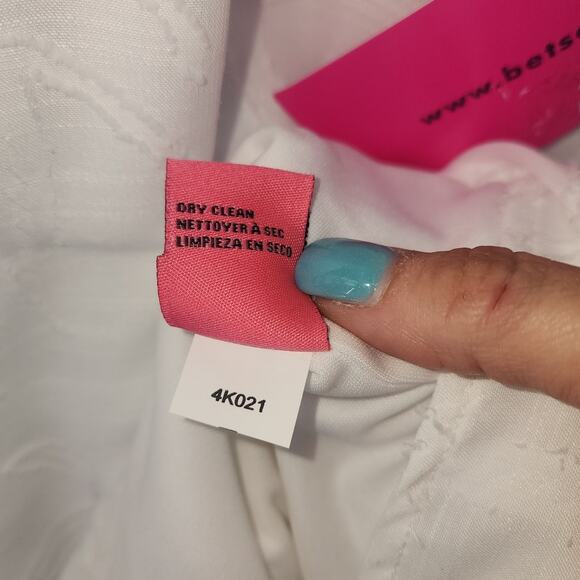 www.bets
DRY CLEAN
NETTOYER À SEC
LIMPIEZA EN SECO
4K021